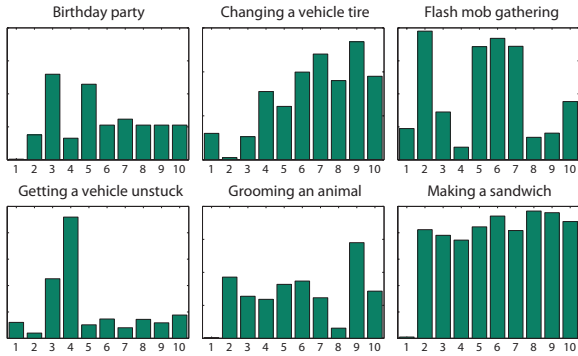 Birthday party Changing a vehicle tire Flash mob gathering
1 2 3 4 5 6 7 8 9 10 1 2 3 4 5 6 7 8 9 10 1 2 3 4 5 6 7 8 9 10
Getting a vehicle unstuck Grooming an animal Making a sandwich
1 2 3 4 5 6 7 8 9 10 1 2 3 4 5 6 7 8 9 10 1 2 3 4 5 6 7 8 9 10